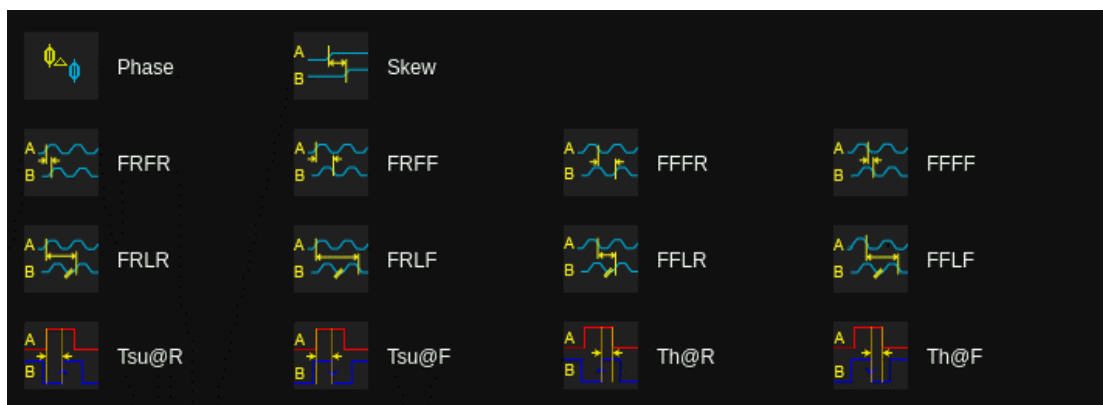 Phase A B Skew
A B FRFR A B FRFF A B FFFR A B FFFF
A B FRLR A B FRLF A B FFLR A B FFLF
A B Tsu@R A B Tsu@F A B Th@R A B Th@F